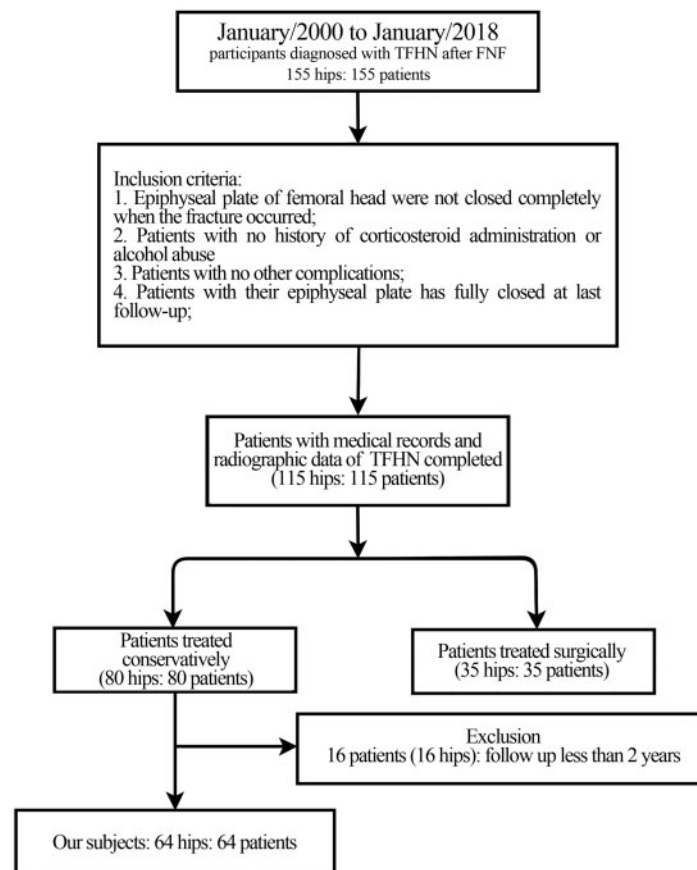 January/2000 to January/2018
participants diagnosed with TFHN after FNF
155 hips: 155 patients
Inclusion criteria:
1. Epiphyseal plate of femoral head were not closed completely
when the fracture occurred;
2. Patients with no history of corticosteroid administration or
alcohol abuse
3. Patients with no other complications;
4. Patients with their epiphyseal plate has fully closed at last
follow-up;
Patients with medical records and
radiographic data of TFHN completed
(115 hips: 115 patients)
Patients treated
conservatively
(80 hips: 80 patients)
Patients treated surgically
(35 hips: 35 patients)
Exclusion
16 patients (16 hips): follow up less than 2 years
Our subjects: 64 hips: 64 patients